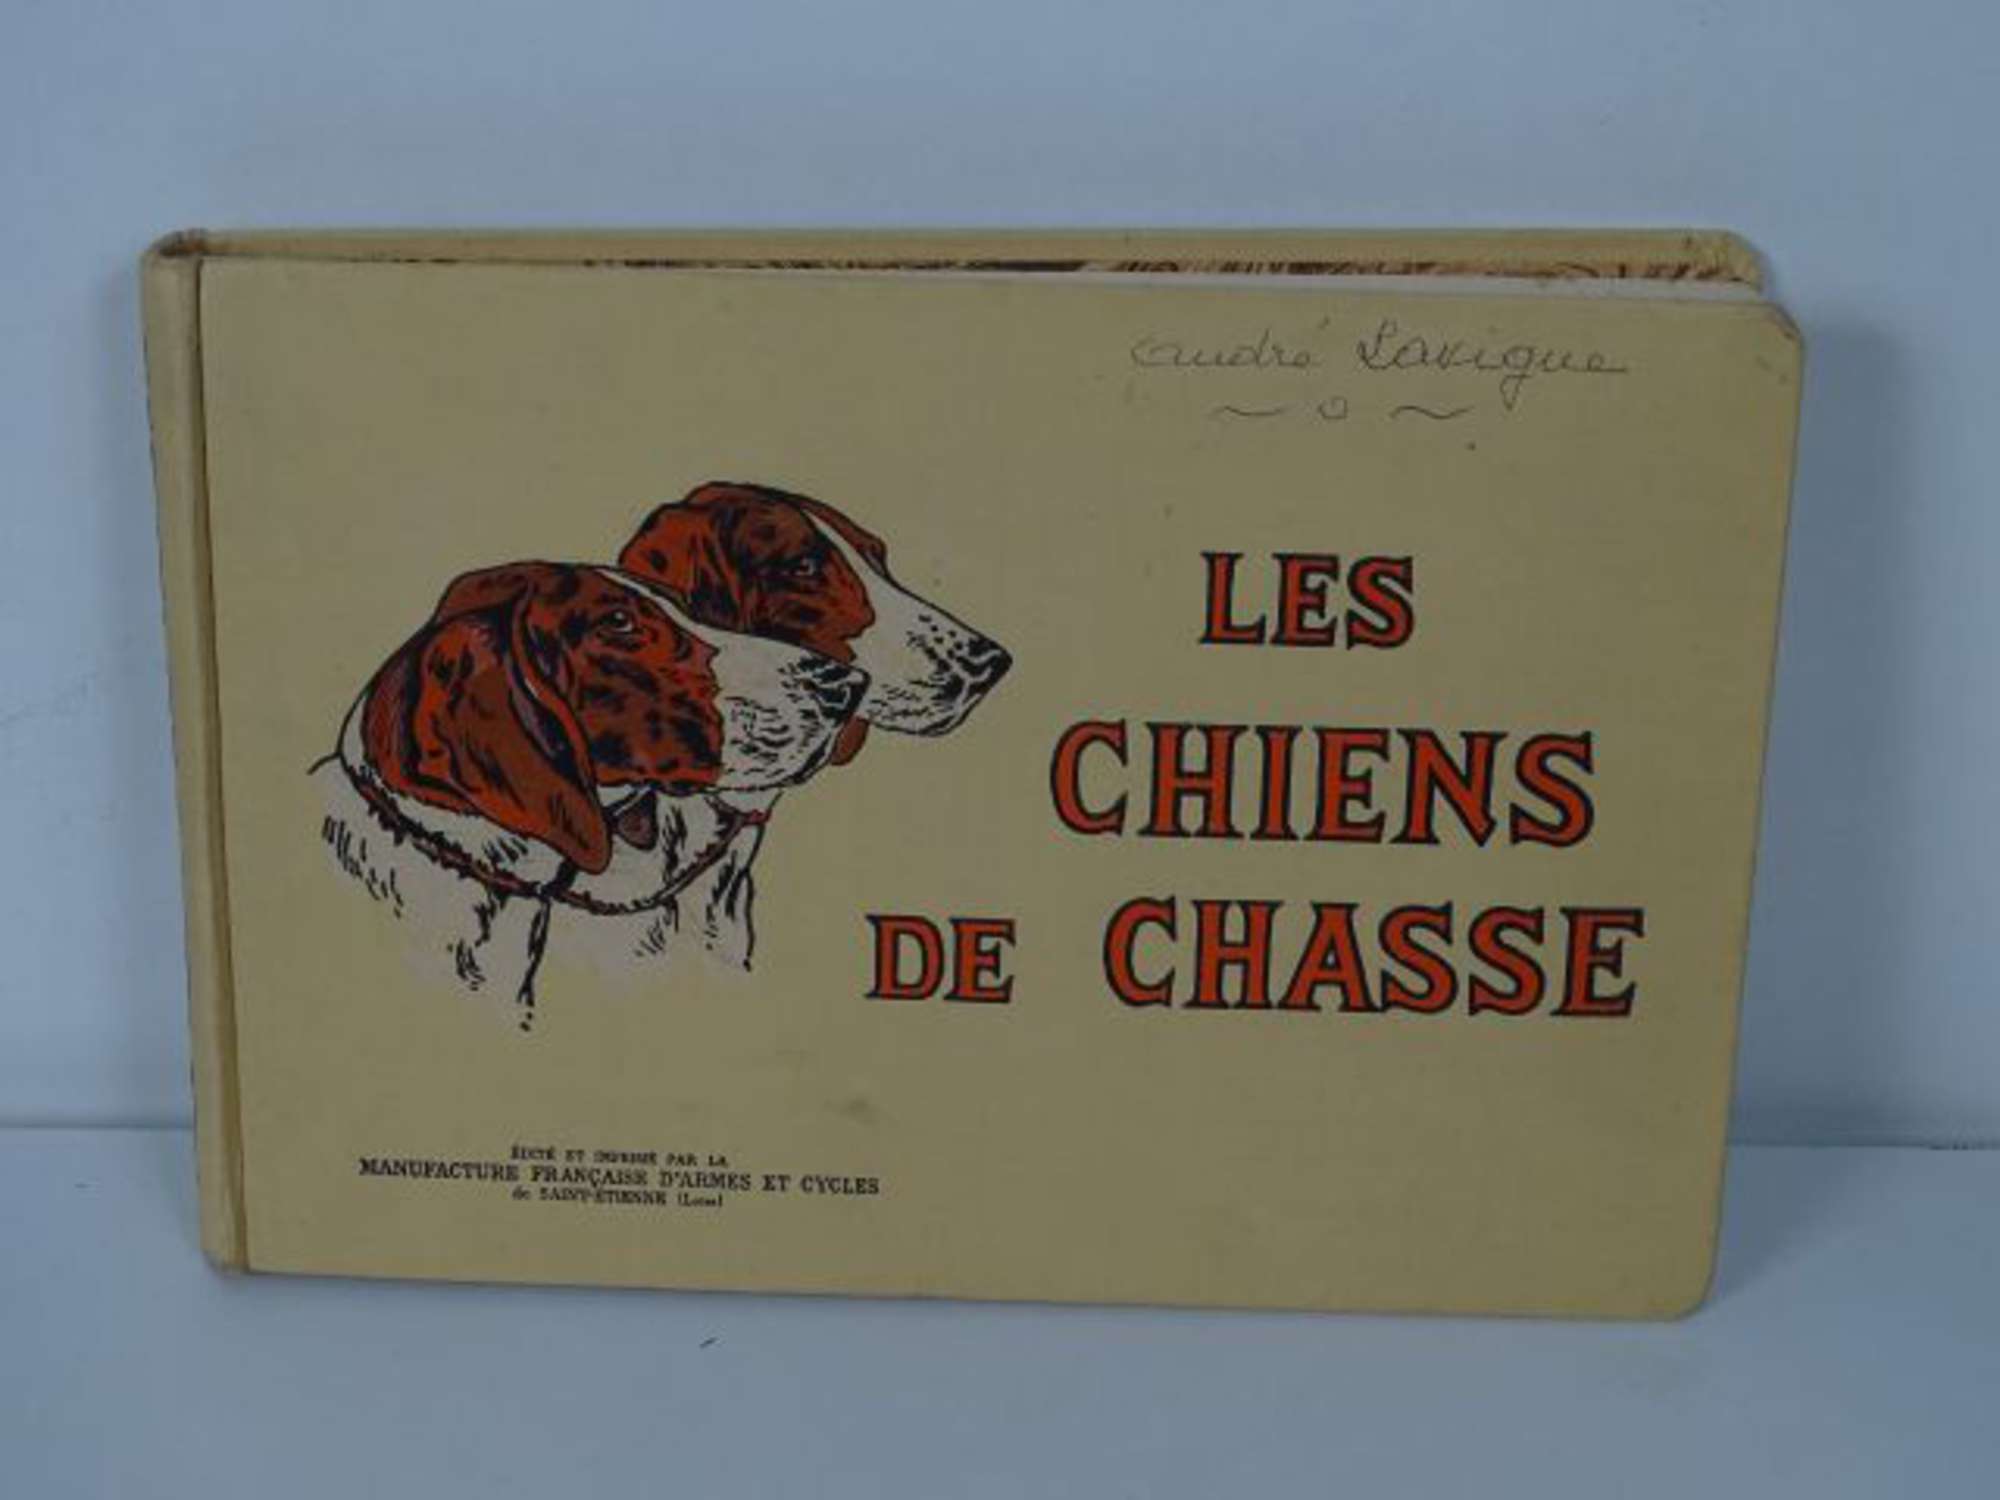 André Lavigne
LES
CHIENS
DE CHASSE
ÉDITÉ ET IMPRIMÉ PAR LA
MANUFACTURE FRANÇAISE D'ARMES ET CYCLES
de SAINT-ÉTIENNE (Loire)